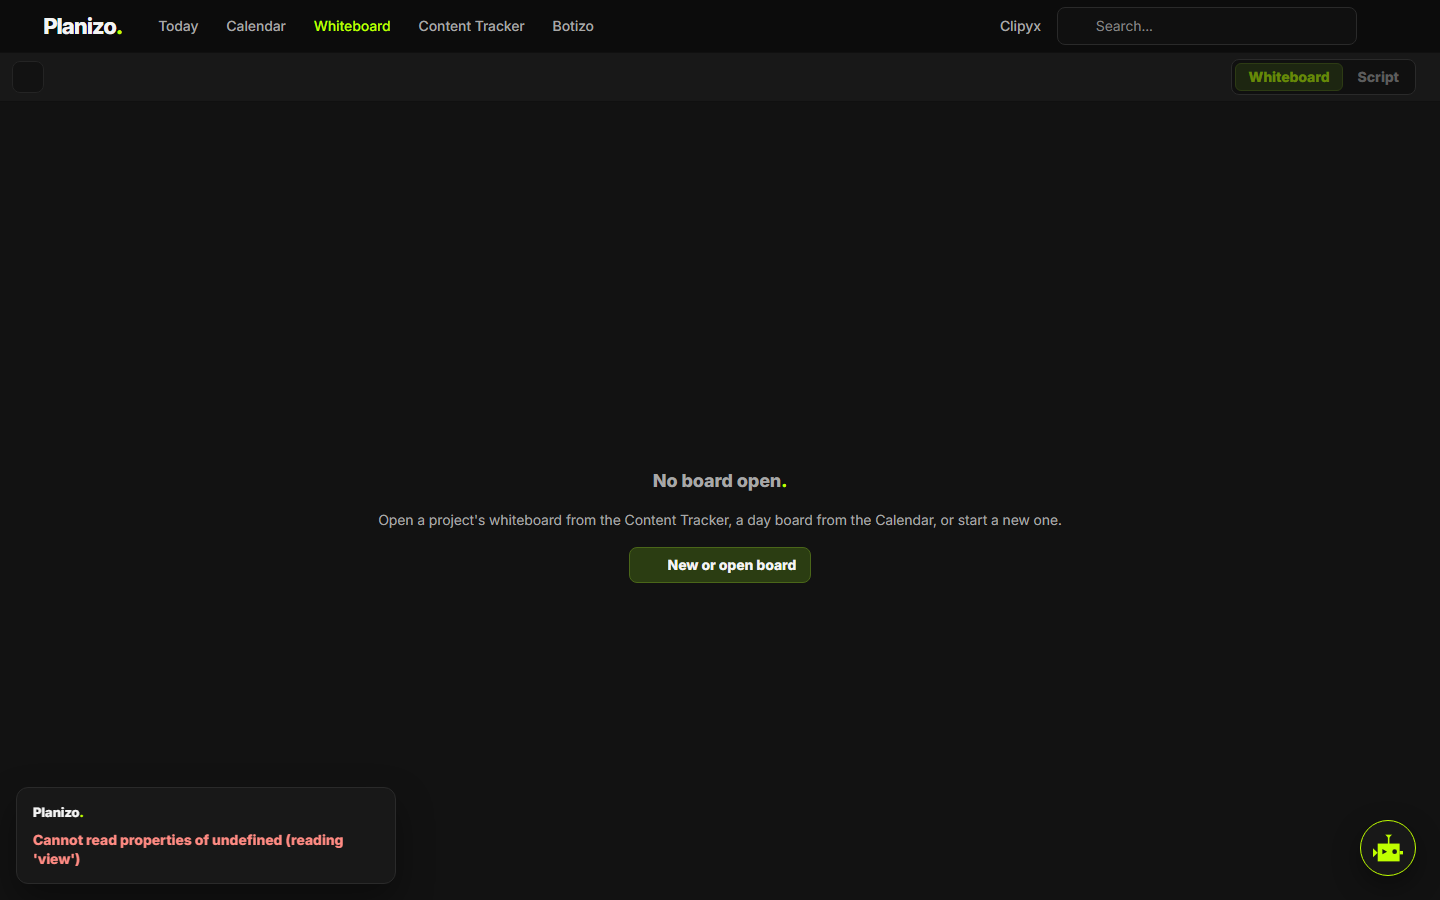 Planizo.
Today
Calendar
Whiteboard
Content Tracker
Botizo
Clipyx
Search...
Whiteboard
Script
No board open.
Open a project's whiteboard from the Content Tracker, a day board from the Calendar, or start a new one.
New or open board
Planizo.
Cannot read properties of undefined (reading
'view')